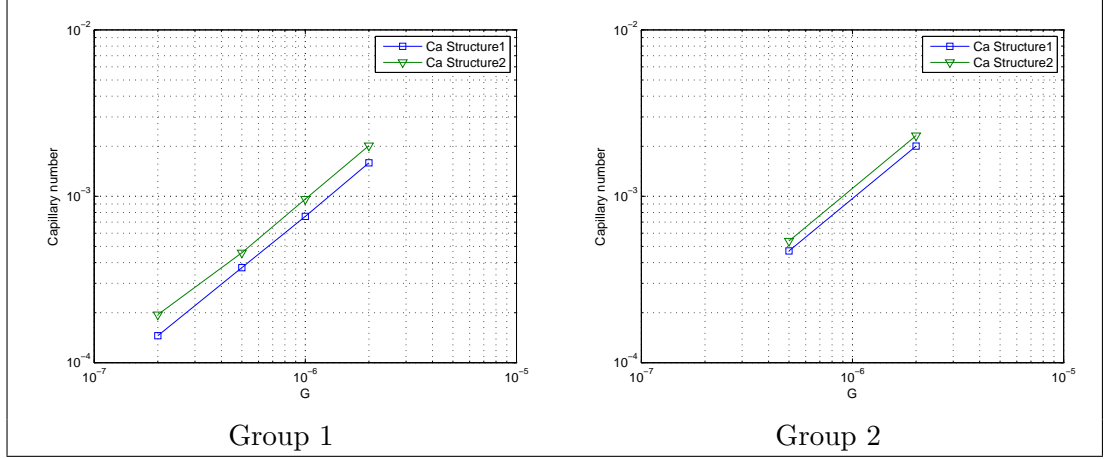 10^-2
10^-3
10^-4
Capillary number
Ca Structure1
Ca Structure2
10^-7
10^-6
10^-5
G
Group 1
10^-2
10^-3
10^-4
Capillary number
Ca Structure1
Ca Structure2
10^-7
10^-6
10^-5
G
Group 2